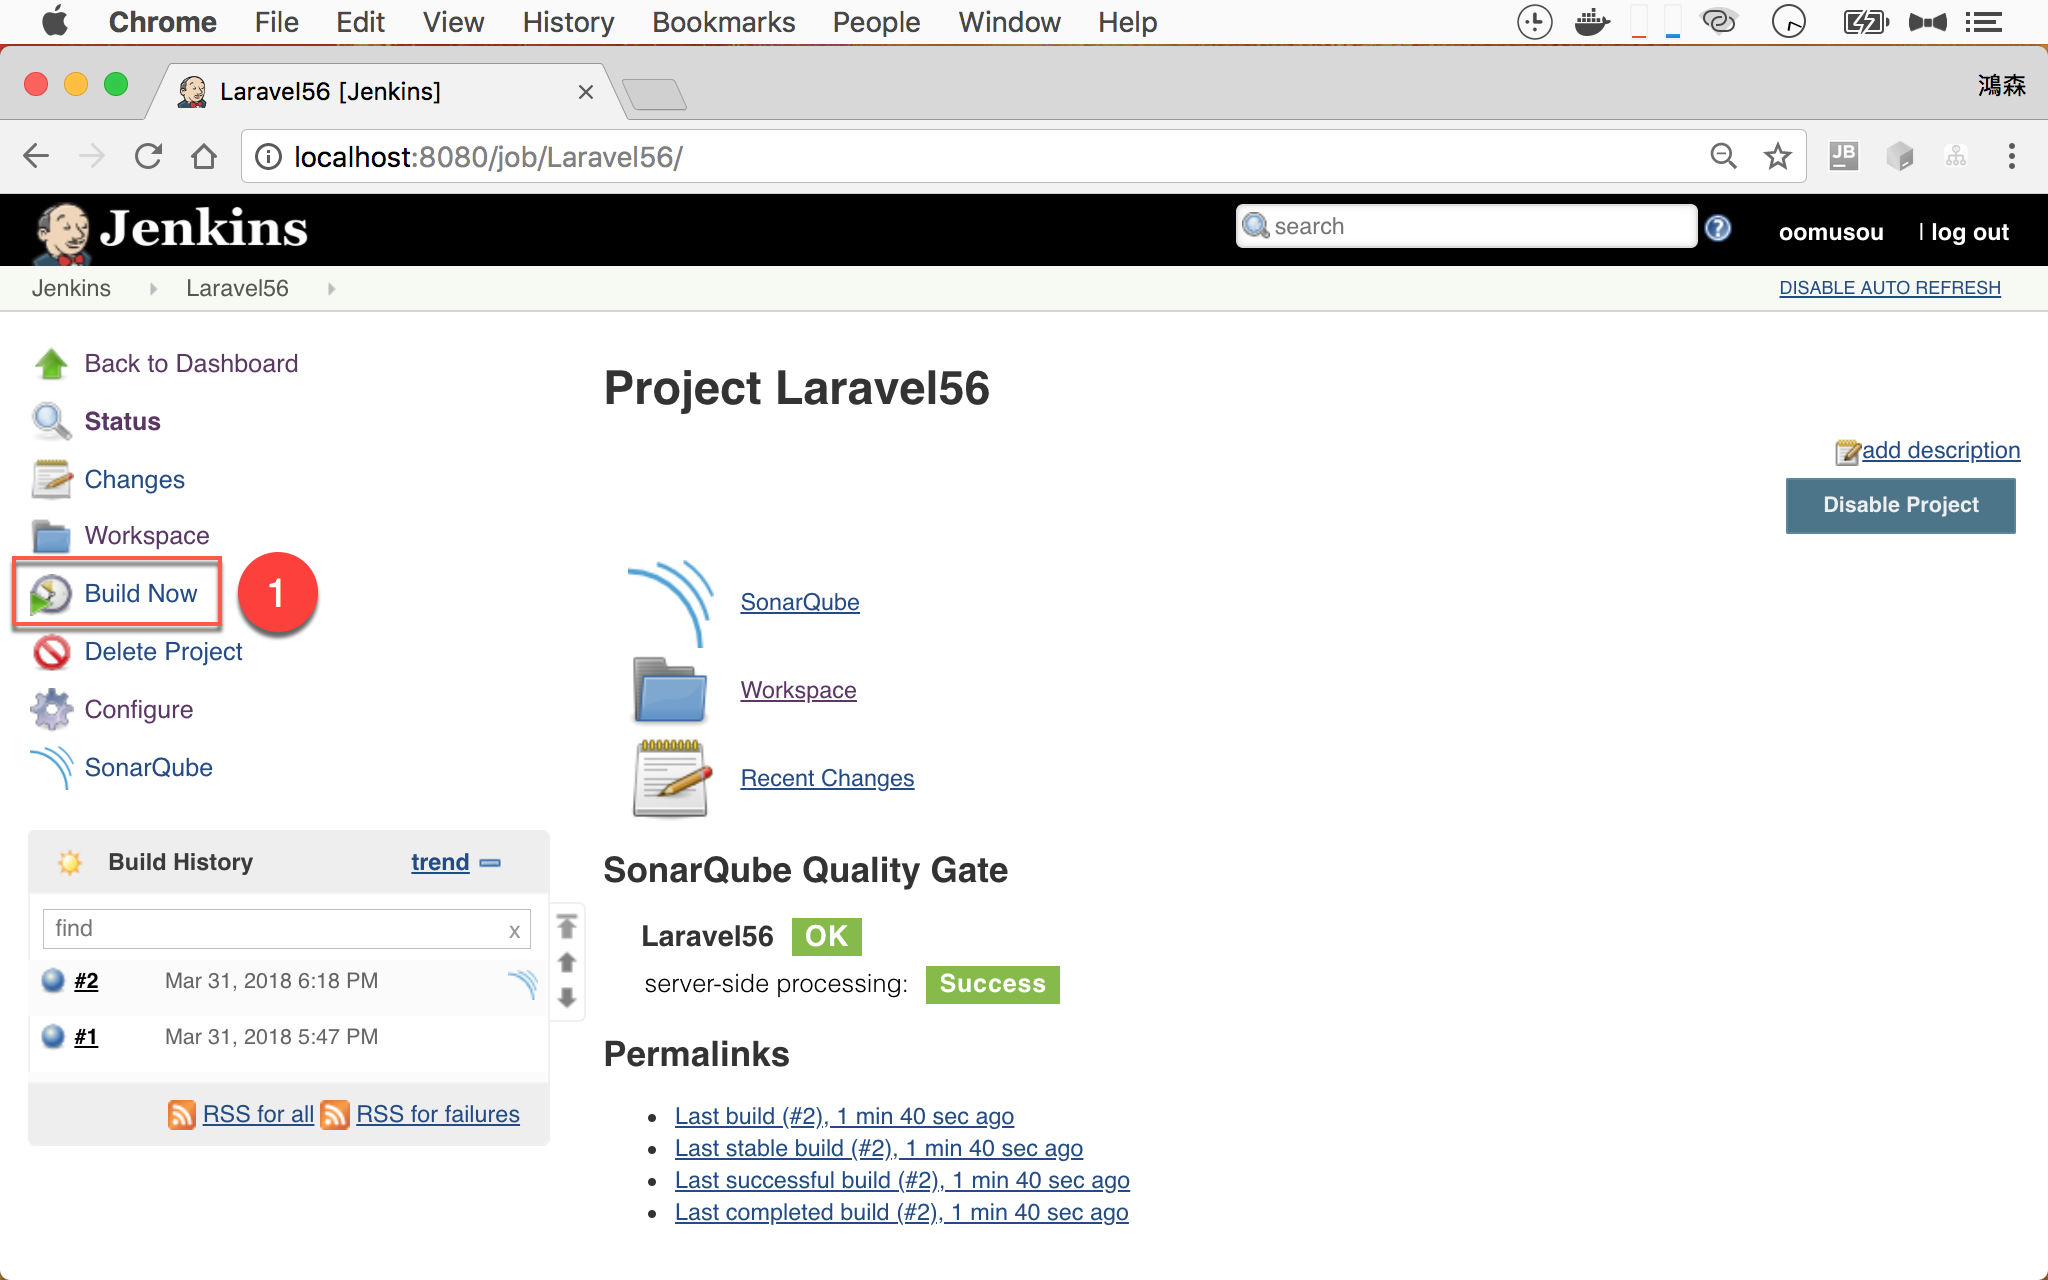 Chrome File Edit View History Bookmarks People Window Help
Laravel56 [Jenkins]
鴻森
localhost:8080/job/Laravel56/
JB
Jenkins
search
oomusou | log out
Jenkins Laravel56
DISABLE AUTO REFRESH
Back to Dashboard
Status
Changes
Workspace
Build Now
1
Delete Project
Configure
SonarQube
Build History trend
find x
#2 Mar 31, 2018 6:18 PM
#1 Mar 31, 2018 5:47 PM
RSS for all RSS for failures
Project Laravel56
add description
Disable Project
SonarQube
Workspace
Recent Changes
SonarQube Quality Gate
Laravel56 OK
server-side processing: Success
Permalinks
Last build (#2), 1 min 40 sec ago
Last stable build (#2), 1 min 40 sec ago
Last successful build (#2), 1 min 40 sec ago
Last completed build (#2), 1 min 40 sec ago